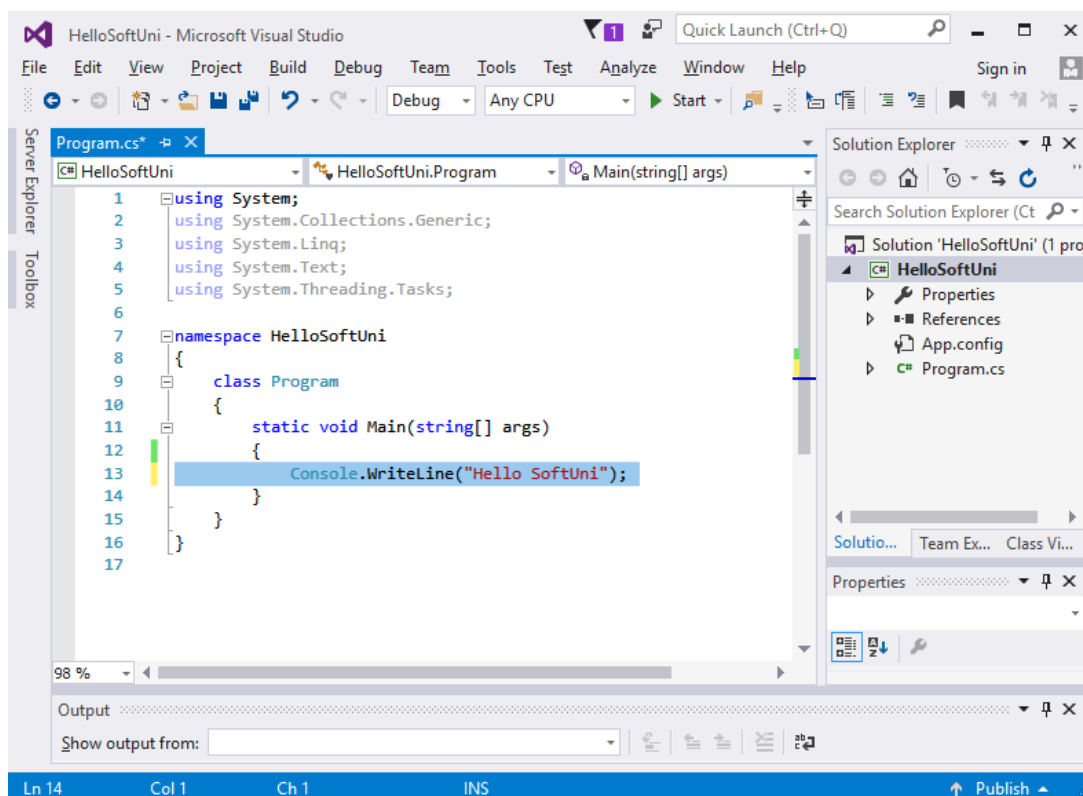 HelloSoftUni - Microsoft Visual Studio
1
Quick Launch (Ctrl+Q)
File Edit View Project Build Debug Team Tools Test Analyze Window Help
Sign in
Debug Any CPU Start
Server Explorer
Toolbox
Program.cs*
C# HelloSoftUni HelloSoftUni.Program Main(string[] args)
1 using System;
2 using System.Collections.Generic;
3 using System.Linq;
4 using System.Text;
5 using System.Threading.Tasks;
6
7 namespace HelloSoftUni
8 {
9 class Program
10 {
11 static void Main(string[] args)
12 {
13 Console.WriteLine("Hello SoftUni");
14 }
15 }
16 }
17
98 %
Solution Explorer
Search Solution Explorer (Ct
Solution 'HelloSoftUni' (1 pro
C# HelloSoftUni
Properties
References
App.config
C# Program.cs
Solutio... Team Ex... Class Vi...
Properties
Output
Show output from:
Ln 14 Col 1 Ch 1 INS Publish